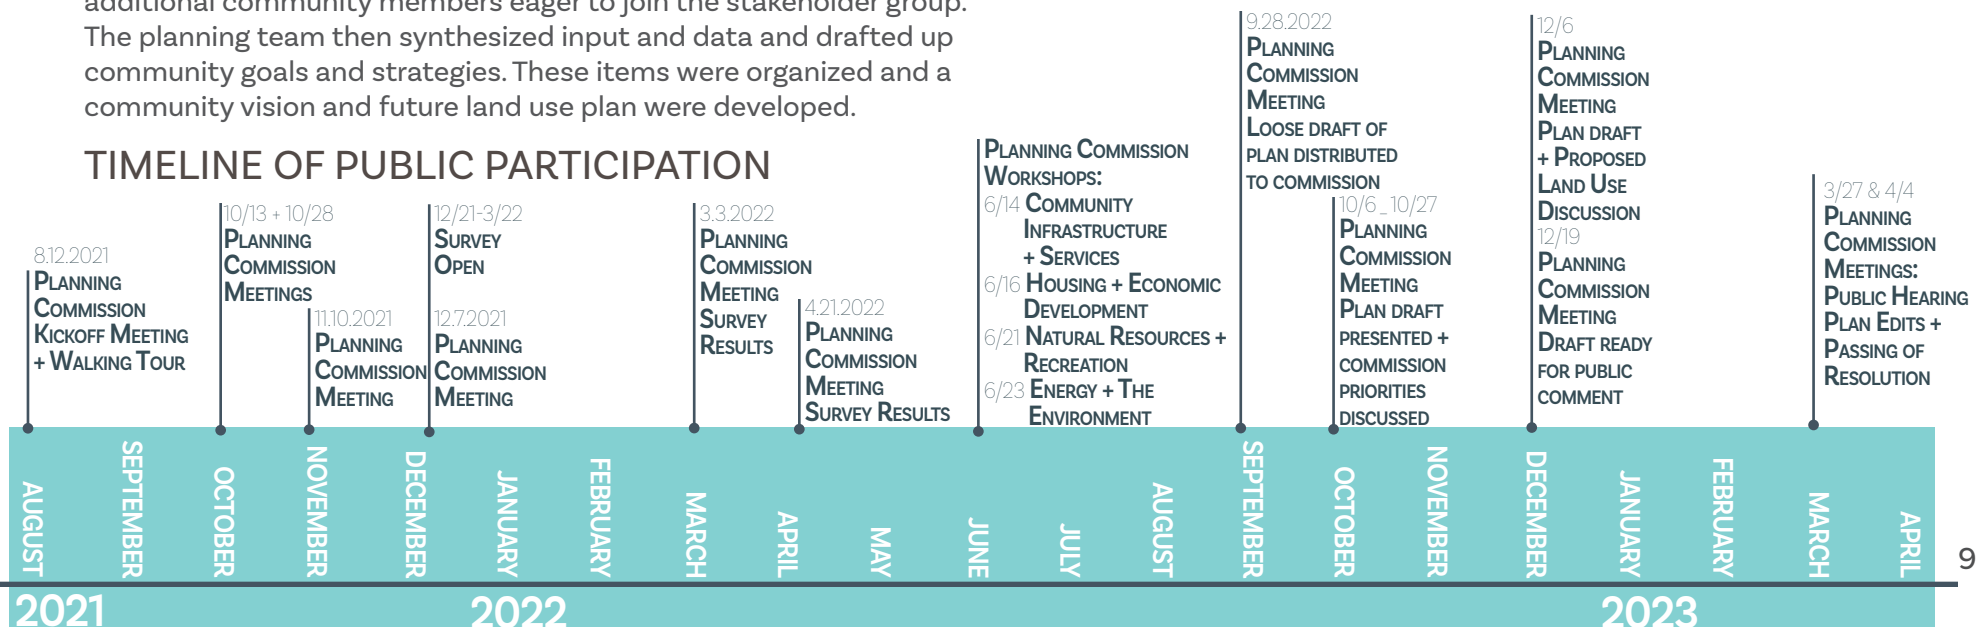 additional community members eager to join the stakeholder group.
The planning team then synthesized input and data and drafted up
community goals and strategies. These items were organized and a
community vision and future land use plan were developed.
TIMELINE OF PUBLIC PARTICIPATION
8.12.2021
Planning
Commission
Kickoff Meeting
+ Walking Tour
10/13 + 10/28
Planning
Commission
Meetings
11.10.2021
Planning
Commission
Meeting
12/21-3/22
Survey
Open
12.7.2021
Planning
Commission
Meeting
3.3.2022
Planning
Commission
Meeting
Survey
Results
4.21.2022
Planning
Commission
Meeting
Survey Results
Planning Commission
Workshops:
6/14 Community
Infrastructure
+ Services
6/16 Housing + Economic
Development
6/21 Natural Resources +
Recreation
6/23 Energy + The
Environment
9.28.2022
Planning
Commission
Meeting
Loose draft of
plan distributed
to commission
10/6_10/27
Planning
Commission
Meeting
Plan draft
presented +
commission
priorities
discussed
12/6
Planning
Commission
Meeting
Plan draft
+ Proposed
Land Use
Discussion
12/19
Planning
Commission
Meeting
Draft ready
for public
comment
3/27 & 4/4
Planning
Commission
Meetings:
Public Hearing
Plan Edits +
Passing of
Resolution
AUGUST
SEPTEMBER
OCTOBER
NOVEMBER
DECEMBER
JANUARY
FEBRUARY
MARCH
APRIL
MAY
JUNE
JULY
AUGUST
SEPTEMBER
OCTOBER
NOVEMBER
DECEMBER
JANUARY
FEBRUARY
MARCH
APRIL
9
2021
2022
2023